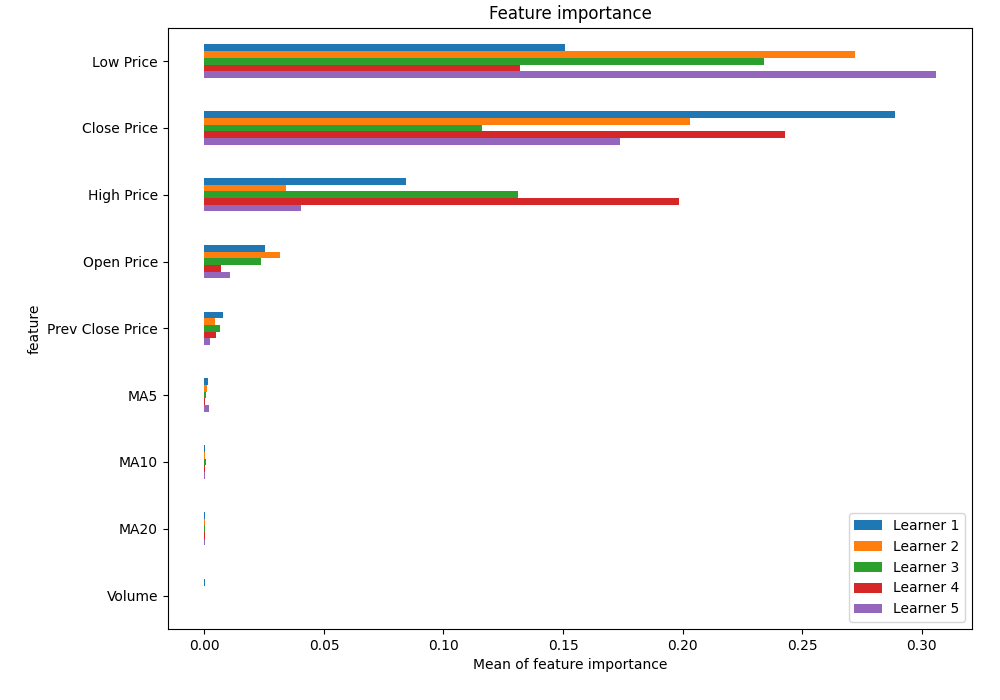 Feature importance
Low Price
Close Price
High Price
Open Price
Prev Close Price
MA5
MA10
MA20
Volume
feature
0.00 0.05 0.10 0.15 0.20 0.25 0.30
Mean of feature importance
Learner 1
Learner 2
Learner 3
Learner 4
Learner 5